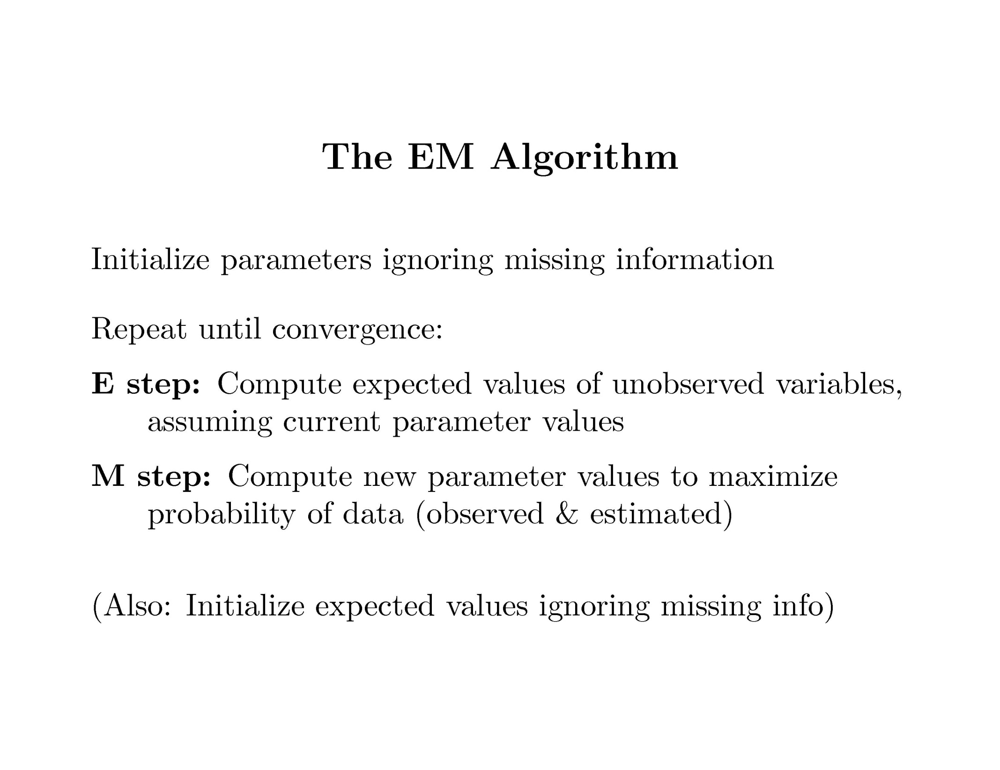 The EM Algorithm
Initialize parameters ignoring missing information
Repeat until convergence:
E step: Compute expected values of unobserved variables,
assuming current parameter values
M step: Compute new parameter values to maximize
probability of data (observed & estimated)
(Also: Initialize expected values ignoring missing info)